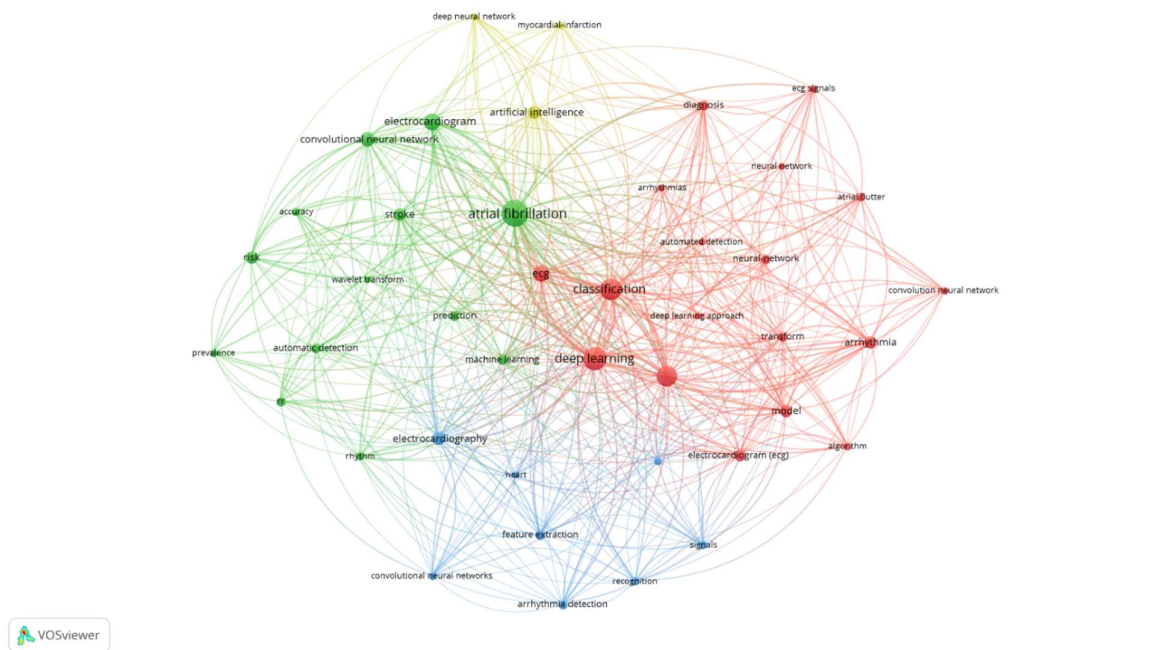 deep neural network
myocardial-infarction
ecg signals
diagnosis
artificial intelligence
electrocardiogram
convolutional neural network
neural network
arrhythmias
atrial flutter
accuracy
stroke
atrial fibrillation
automated detection
risk
neural-network
ecg
wavelet transform
classification
convolution neural network
prediction
deep learning approach
transform
arrhythmia
automatic detection
prevalence
machine learning
deep learning
rr
model
electrocardiography
algorithm
rhythm
electrocardiogram (ecg)
heart
feature extraction
signals
convolutional neural networks
recognition
arrhythmia detection
VOSviewer